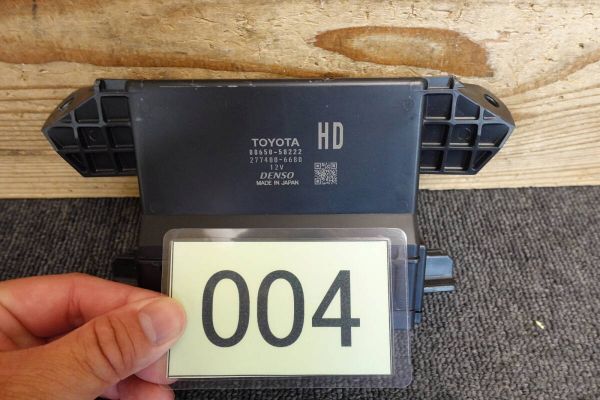 TOYOTA HD
88650-58222
277400-6680
12V
DENSO
MADE IN JAPAN
004